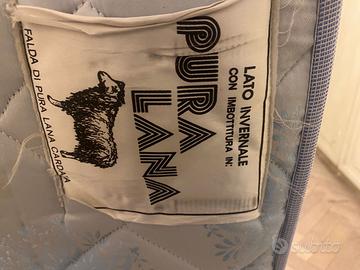 LATO INVERNALE
CON IMBOTTITURA IN:
PURA
LANA
FALDA DI PURA LANA CARDATA
subito